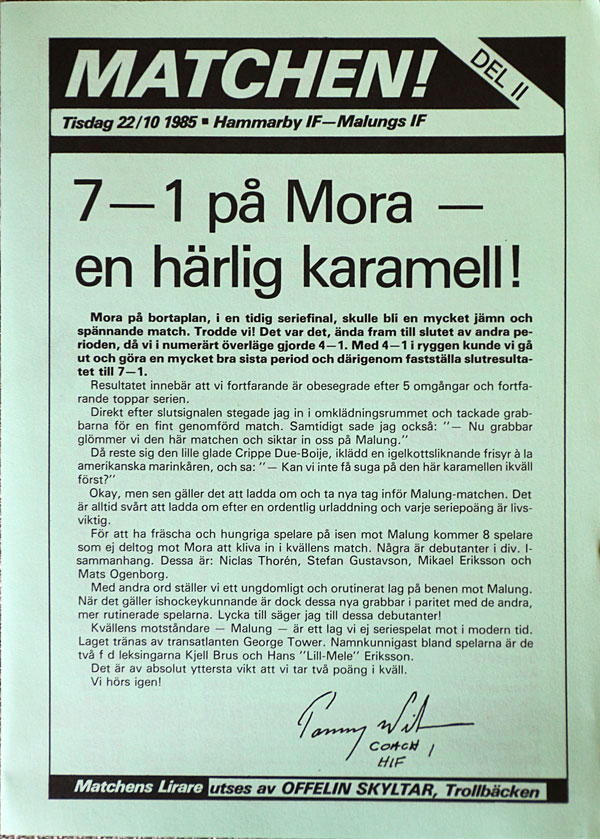 MATCHEN!
DEL II
Tisdag 22/10 1985 ▪ Hammarby IF—Malungs IF
7—1 på Mora —
en härlig karamell!
Mora på bortaplan, i en tidig seriefinal, skulle bli en mycket jämn och
spännande match. Trodde vi! Det var det, ända fram till slutet av andra pe-
rioden, då vi i numerärt överläge gjorde 4—1. Med 4—1 i ryggen kunde vi gå
ut och göra en mycket bra sista period och därigenom fastställa slutresulta-
tet till 7—1.
Resultatet innebär att vi fortfarande är obesegrade efter 5 omgångar och fortfa-
rande toppar serien.
Direkt efter slutsignalen stegade jag in i omklädningsrummet och tackade grab-
barna för en fint genomförd match. Samtidigt sade jag också: ”— Nu grabbar
glömmer vi den här matchen och siktar in oss på Malung.”
Då reste sig den lille glade Crippe Due-Boije, iklädd en igelkottsliknande frisyr à la
amerikanska marinkåren, och sa: ”— Kan vi inte få suga på den här karamellen ikväll
först?”
Okay, men sen gäller det att ladda om och ta nya tag inför Malung-matchen. Det
är alltid svårt att ladda om efter en ordentlig urladdning och varje seriepoäng är livs-
viktig.
För att ha fräscha och hungriga spelare på isen mot Malung kommer 8 spelare
som ej deltog mot Mora att kliva in i kvällens match. Några är debutanter i div. I-
sammanhang. Dessa är: Niclas Thorén, Stefan Gustavson, Mikael Eriksson och
Mats Ogenborg.
Med andra ord ställer vi ett ungdomligt och orutinerat lag på benen mot Malung.
När det gäller ishockeykunnande är dock dessa nya grabbar i paritet med de andra,
mer rutinerade spelarna. Lycka till säger jag till dessa debutanter!
Kvällens motståndare — Malung — är ett lag vi ej seriespelat mot i modern tid.
Laget tränas av transatlanten George Tower. Namnkunnigast bland spelarna är de
två f d leksingarna Kjell Brus och Hans ”Lill-Mele” Eriksson.
Det är av absolut yttersta vikt att vi tar två poäng i kväll.
Vi hörs igen!
Tommy
COACH
HIF
Matchens Lirare utses av OFFELIN SKYLTAR, Trollbäcken